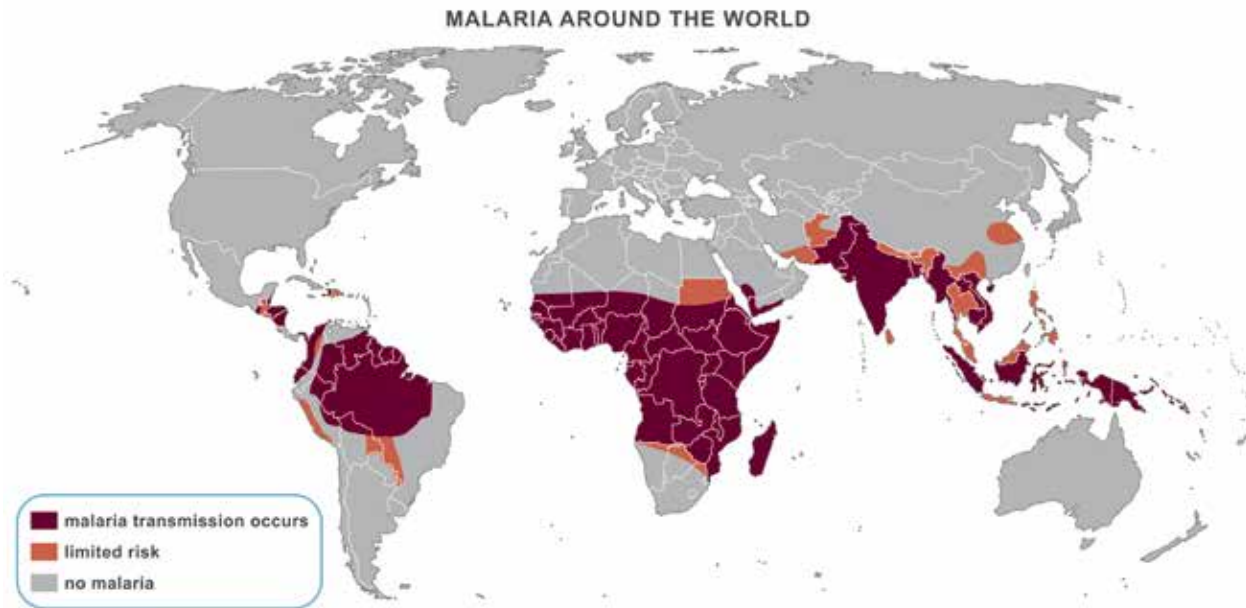 MALARIA AROUND THE WORLD
malaria transmission occurs
limited risk
no malaria